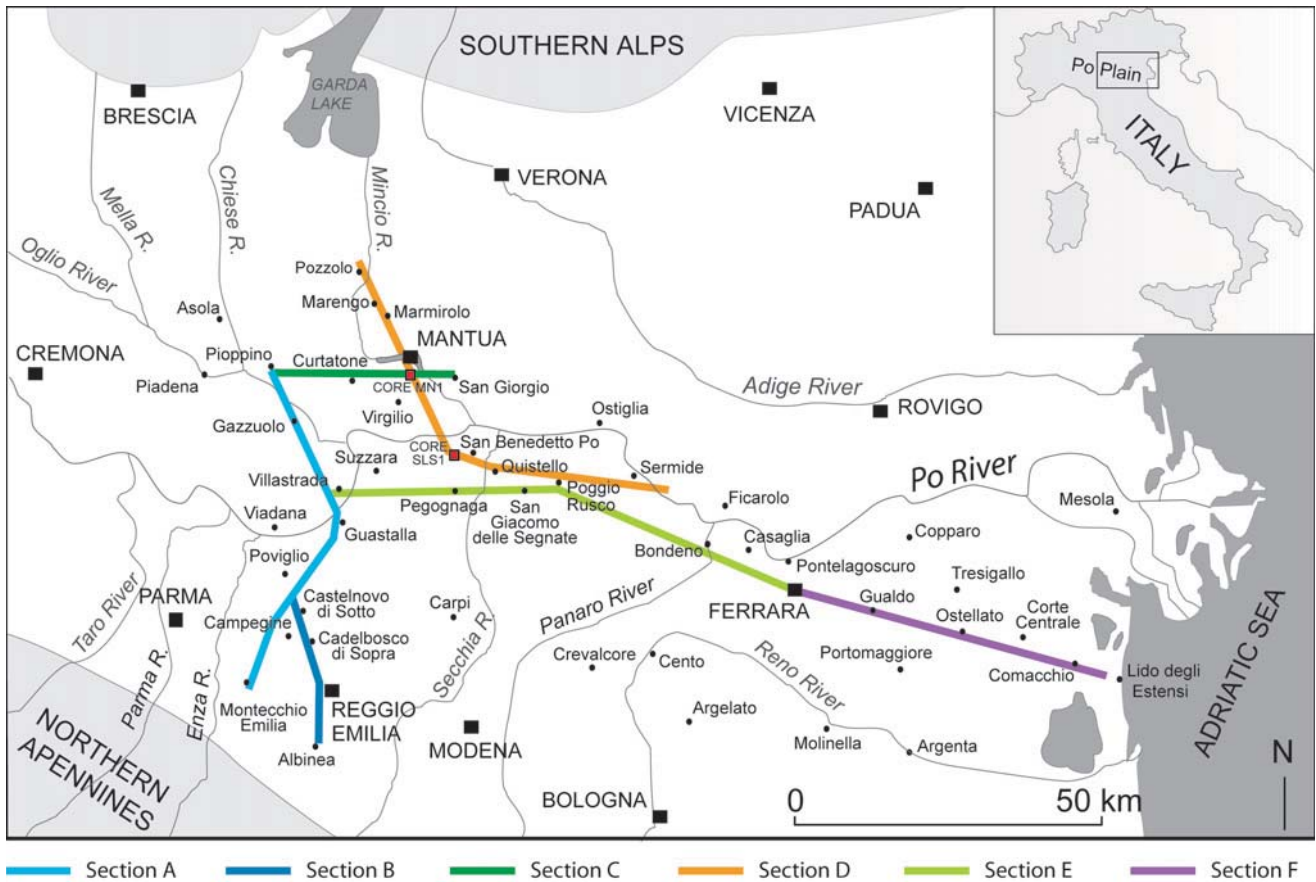 SOUTHERN ALPS
GARDA
LAKE
BRESCIA
VICENZA
VERONA
PADUA
Po Plain
ITALY
Mella R.
Chiese R.
Mincio R.
Oglio River
Pozzolo
Marengo
Marmirolo
Asola
MANTUA
CREMONA
Pioppino
Curtatone
Piadena
CORE MN1
San Giorgio
Virgilio
Adige River
ROVIGO
Gazzuolo
Ostiglia
CORE
SLS1
San Benedetto Po
Suzzara
Quistello
Sermide
Po River
Villastrada
Poggio
Rusco
Pegognaga
San
Giacomo
delle Segnate
Ficarolo
Mesola
Viadana
Guastalla
Copparo
Casaglia
Bondeno
Poviglio
Pontelagoscuro
Tresigallo
Taro River
PARMA
Castelnovo
di Sotto
Carpi
Panaro River
FERRARA
Gualdo
Ostellato
Corte
Centrale
Campegine
Cadelbosco
di Sopra
Secchia R.
Crevalcore
Cento
Reno River
Portomaggiore
Comacchio
Lido degli
Estensi
ADRIATIC SEA
Parma R.
Enza R.
Montecchio
Emilia
REGGIO
EMILIA
MODENA
Argelato
Molinella
Argenta
NORTHERN
APENNINES
Albinea
BOLOGNA
0
50 km
N
Section A
Section B
Section C
Section D
Section E
Section F